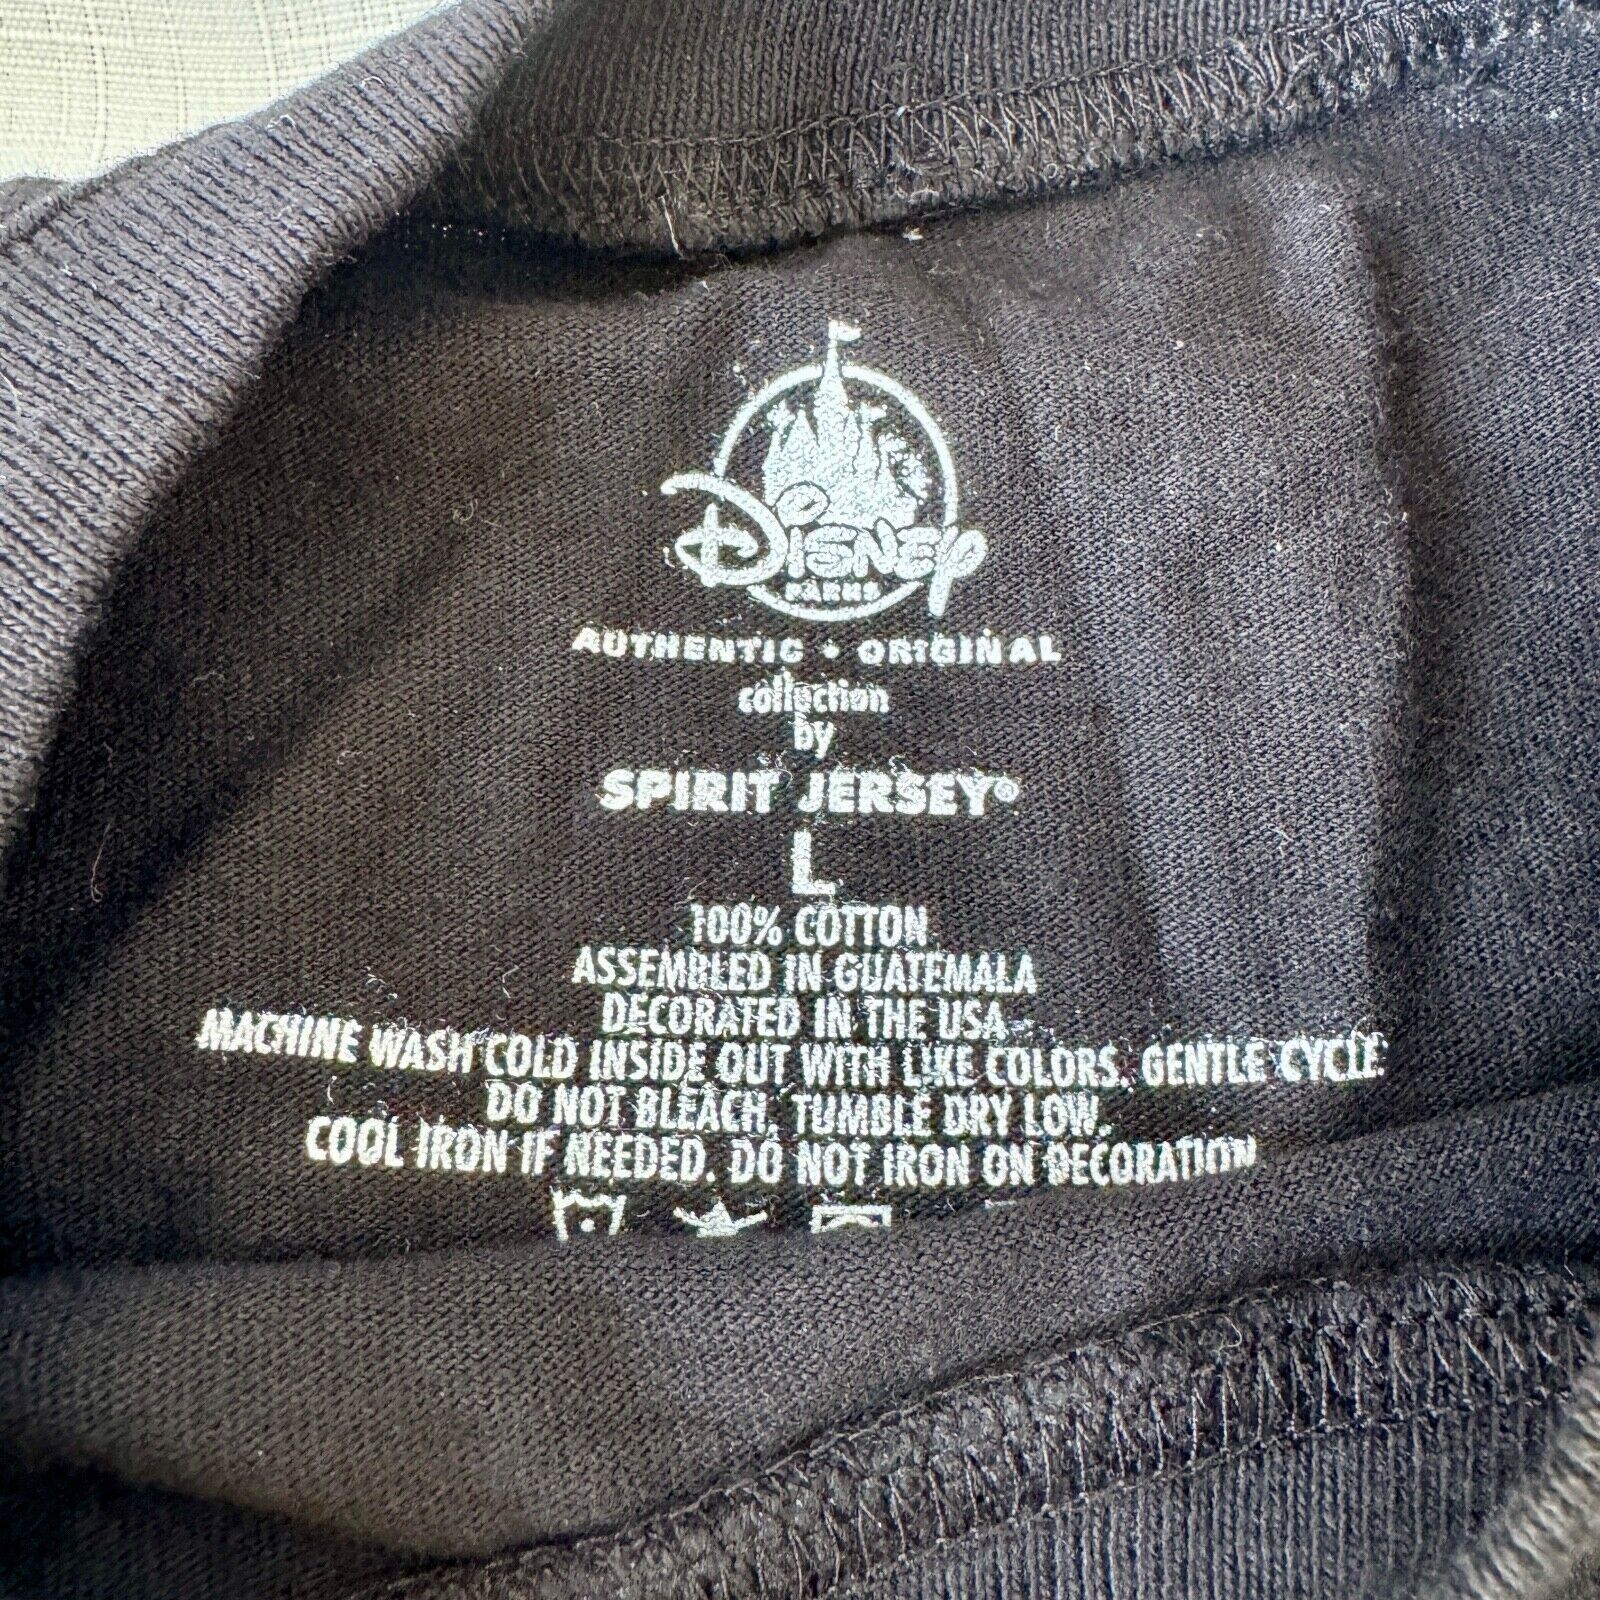 Disney
PARKS
AUTHENTIC • ORIGINAL
collection
by
SPIRIT JERSEY®
L
100% COTTON
ASSEMBLED IN GUATEMALA
DECORATED IN THE USA
MACHINE WASH COLD INSIDE OUT WITH LIKE COLORS. GENTLE CYCLE.
DO NOT BLEACH. TUMBLE DRY LOW.
COOL IRON IF NEEDED. DO NOT IRON ON DECORATION